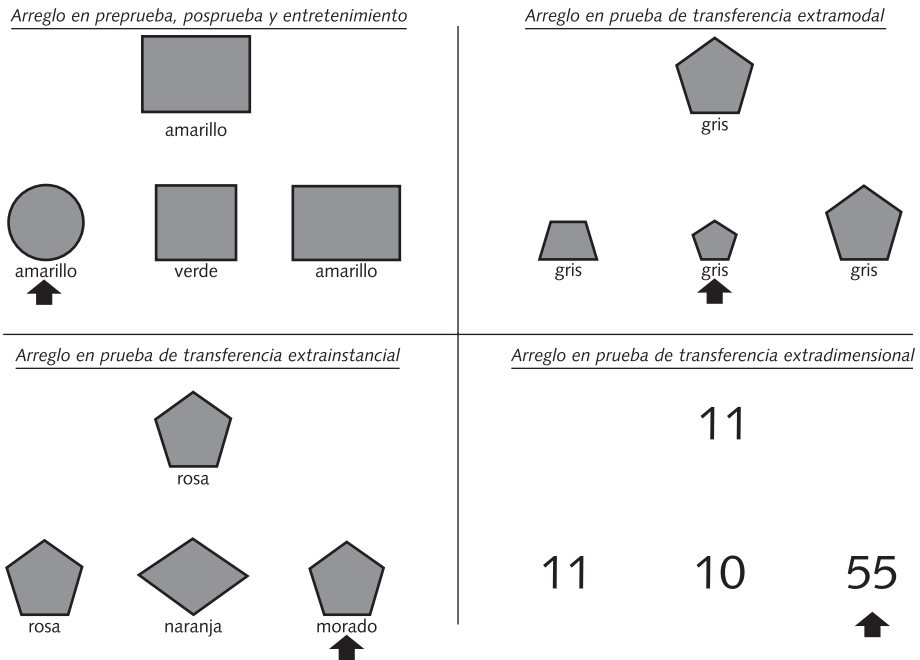 Arreglo en preprueba, posprueba y entretenimiento
amarillo
amarillo verde amarillo
Arreglo en prueba de transferencia extramodal
gris
gris gris gris
Arreglo en prueba de transferencia extrainstancial
rosa
rosa naranja morado
Arreglo en prueba de transferencia extradimensional
11
11 10 55